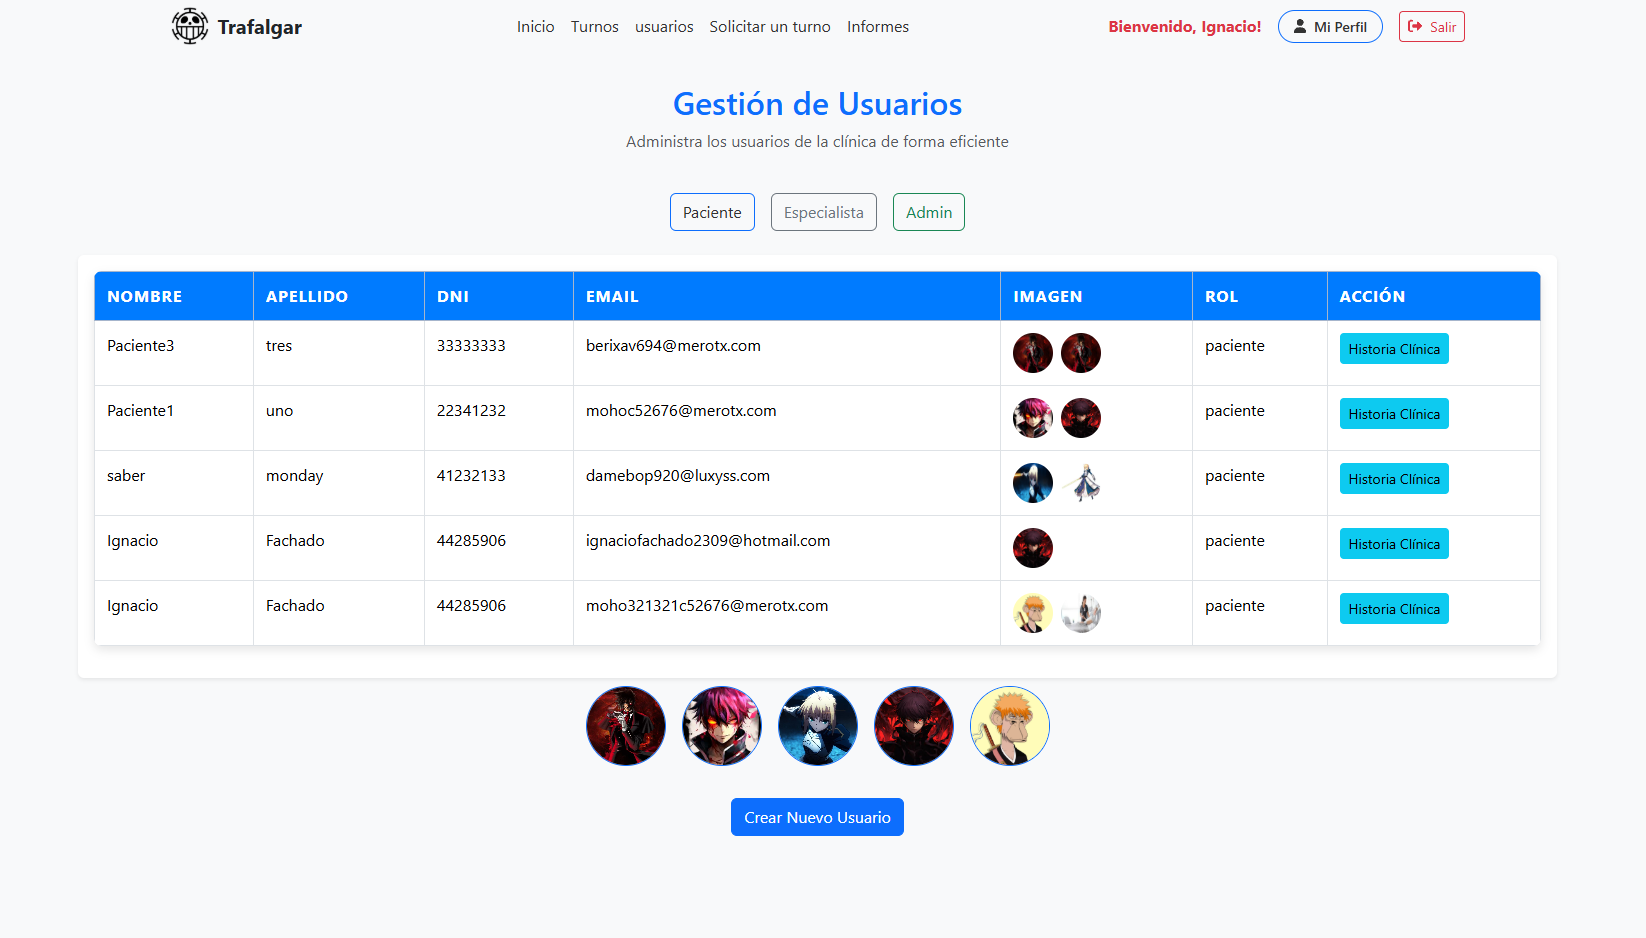 Trafalgar Inicio Turnos usuarios Solicitar un turno Informes Bienvenido, Ignacio! Mi Perfil Salir
Gestión de Usuarios
Administra los usuarios de la clínica de forma eficiente
Paciente Especialista Admin
NOMBRE APELLIDO DNI EMAIL IMAGEN ROL ACCIÓN
Paciente3 tres 33333333 berixav694@merotx.com paciente Historia Clínica
Paciente1 uno 22341232 mohoc52676@merotx.com paciente Historia Clínica
saber monday 41232133 damebop920@luxyss.com paciente Historia Clínica
Ignacio Fachado 44285906 ignaciofachado2309@hotmail.com paciente Historia Clínica
Ignacio Fachado 44285906 moho321321c52676@merotx.com paciente Historia Clínica
Crear Nuevo Usuario